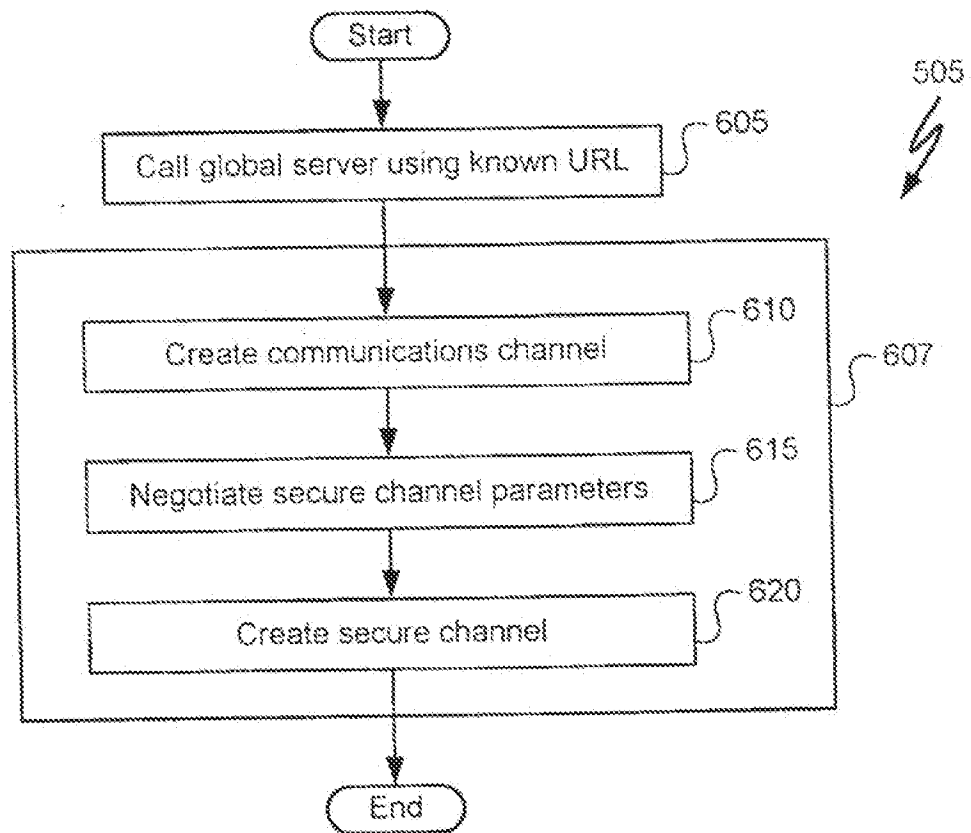 Start
505
Call global server using known URL
605
Create communications channel
610
607
Negotiate secure channel parameters
615
Create secure channel
620
End